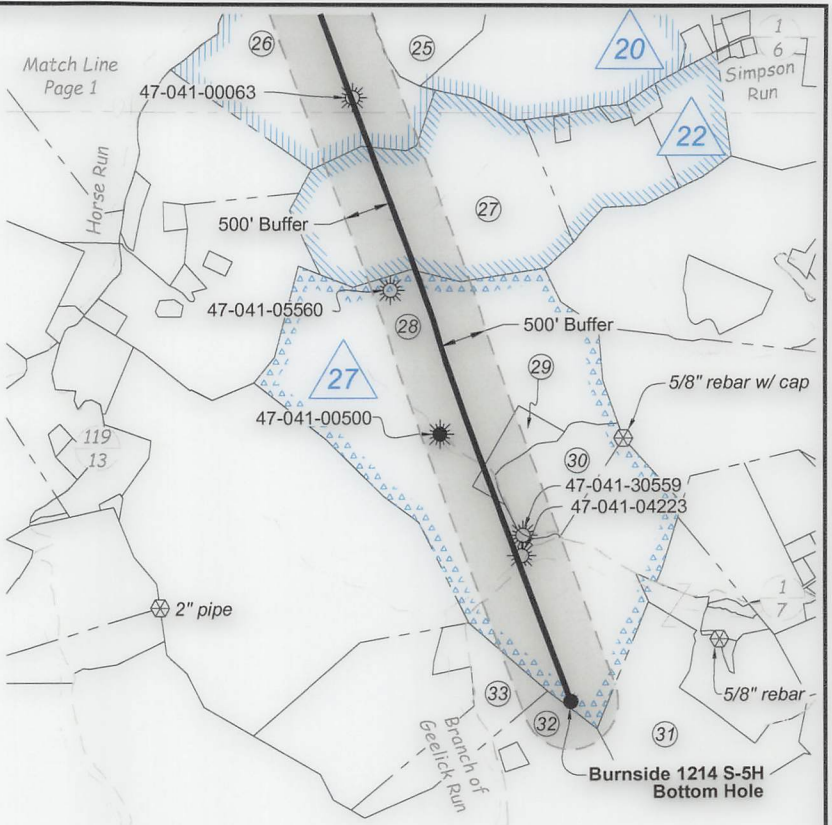 26
25
20
1
6
Match Line
Page 1
Simpson
Run
47-041-00063
22
Horse Run
27
500' Buffer
47-041-05560
28
500' Buffer
27
29
5/8" rebar w/ cap
47-041-00500
119
13
30
47-041-30559
47-041-04223
1
7
2" pipe
33
5/8" rebar
32
31
Branch of
Geelick Run
Burnside 1214 S-5H
Bottom Hole